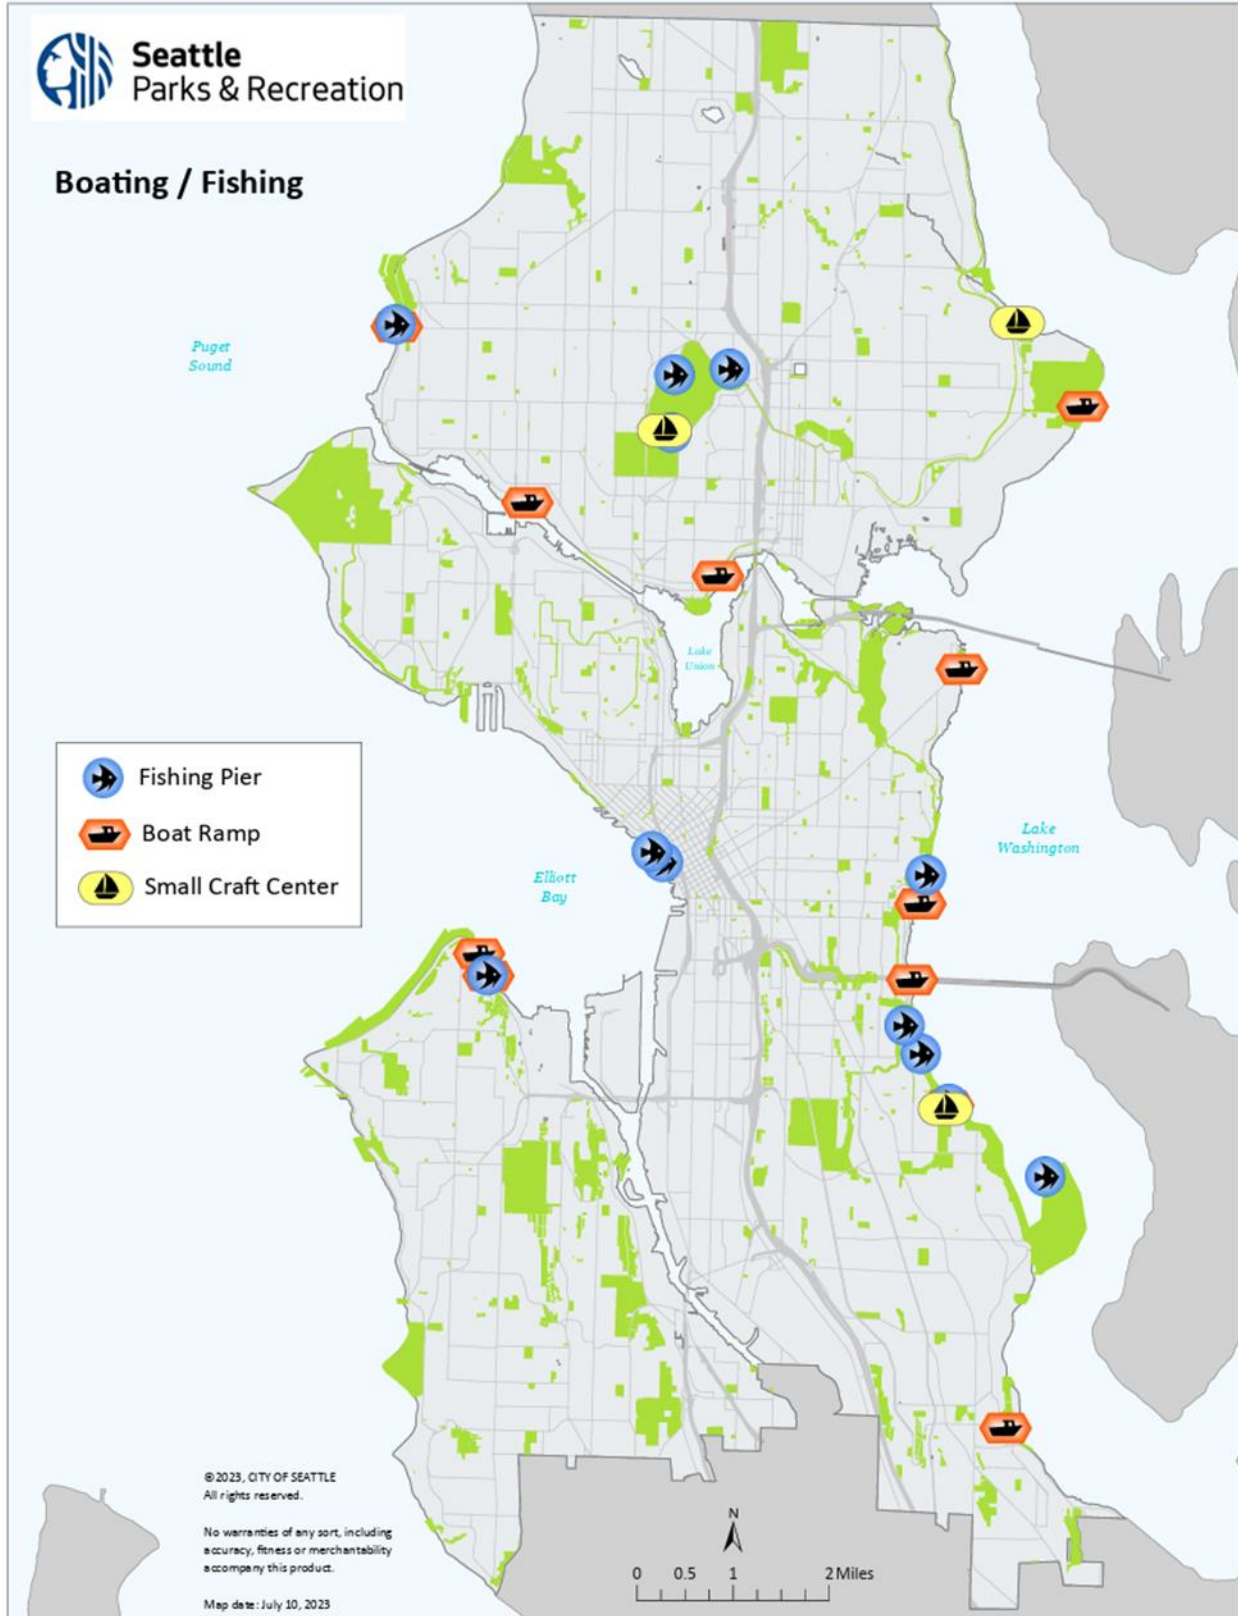 Seattle
Parks & Recreation
Boating / Fishing
Puget
Sound
Lake
Union
Fishing Pier
Boat Ramp
Small Craft Center
Elliott
Bay
Lake
Washington
©2023, CITY OF SEATTLE
All rights reserved.
No warranties of any sort, including
accuracy, fitness or merchantability
accompany this product.
Map date: July 10, 2023
N
0 0.5 1 2 Miles